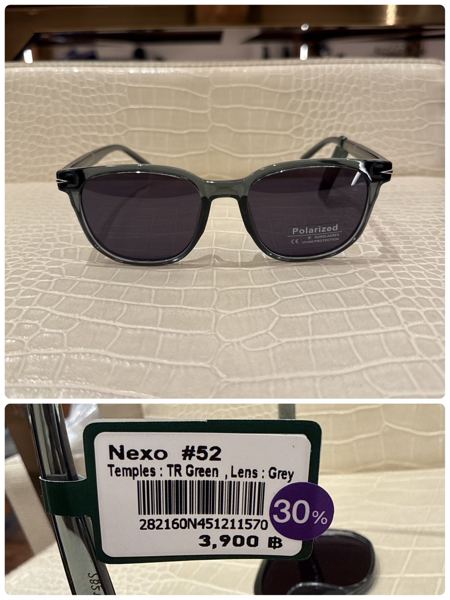 Polarized
CE
Nexo #52
Temples : TR Green , Lens : Grey
282160N451211570
30%
3,900 ฿